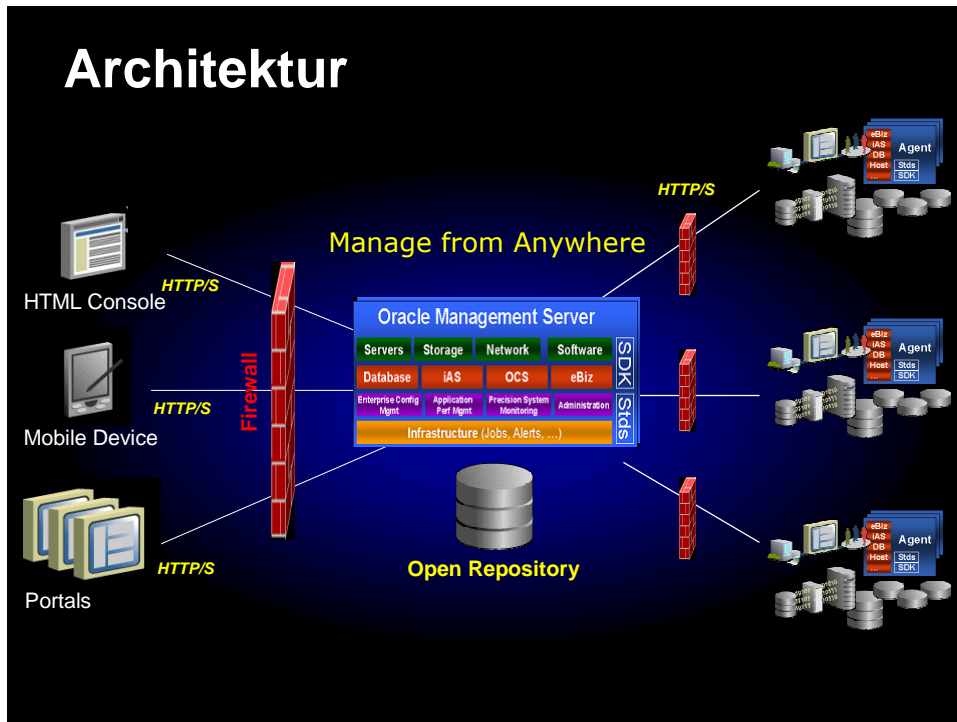 Architektur
HTTP/S
Manage from Anywhere
HTML Console
HTTP/S
Mobile Device
HTTP/S
Portals
HTTP/S
Firewall
Oracle Management Server
Servers Storage Network Software
Database iAS OCS eBiz
Enterprise Config Mgmt
Application Perf Mgmt
Precision System Monitoring
Administration
Infrastructure (Jobs, Alerts, ...)
SDK
Stds
Open Repository
eBiz
iAS
DB
Host
...
Agent
Stds
SDK
eBiz
iAS
DB
Host
...
Agent
Stds
SDK
eBiz
iAS
DB
Host
...
Agent
Stds
SDK